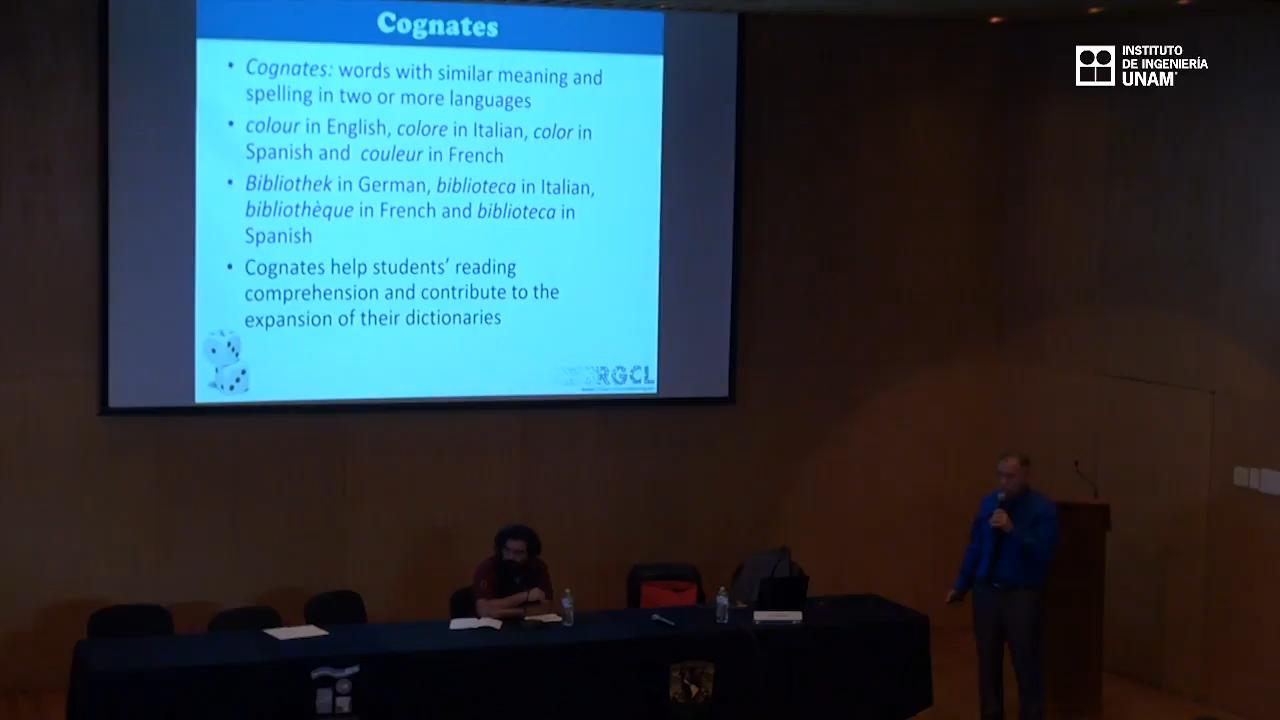 Cognates
• Cognates: words with similar meaning and
spelling in two or more languages
• colour in English, colore in Italian, color in
Spanish and couleur in French
• Bibliothek in German, biblioteca in Italian,
bibliothèque in French and biblioteca in
Spanish
• Cognates help students’ reading
comprehension and contribute to the
expansion of their dictionaries
RGCL
INSTITUTO
DE INGENIERÍA
UNAM